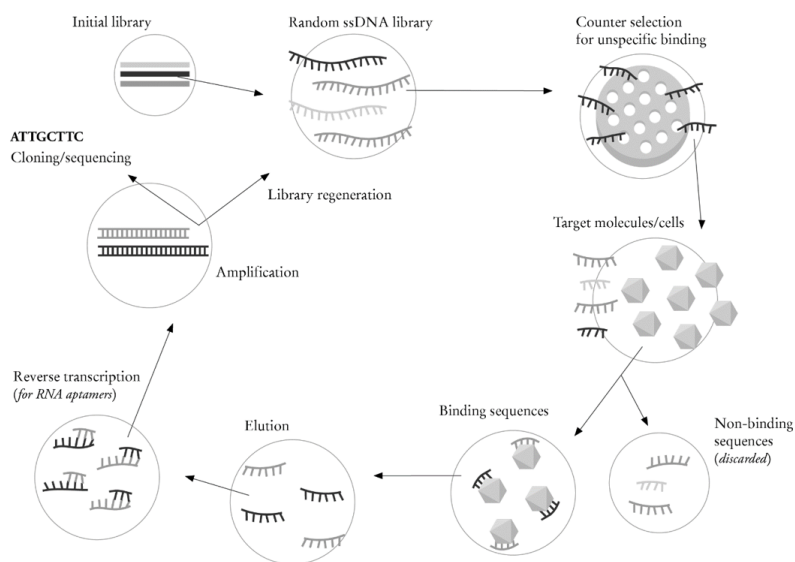 Initial library
Random ssDNA library
Counter selection
for unspecific binding
ATTGCTTC
Cloning/sequencing
Library regeneration
Target molecules/cells
Amplification
Reverse transcription
(for RNA aptamers)
Elution
Binding sequences
Non-binding
sequences
(discarded)